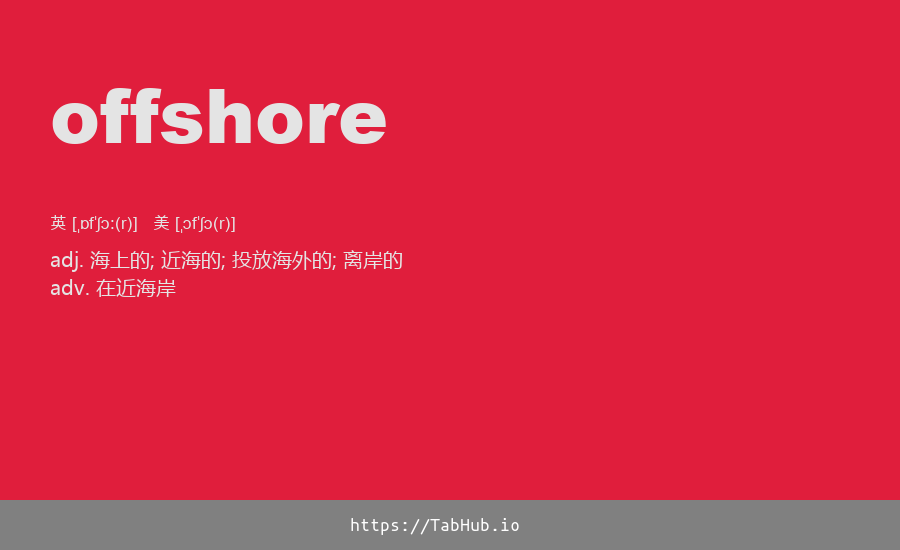 offshore
英 [ˌɒfˈʃɔː(r)] 美 [ˌɔfˈʃɔ(r)]
adj. 海上的; 近海的; 投放海外的; 离岸的
adv. 在近海岸
https://TabHub.io